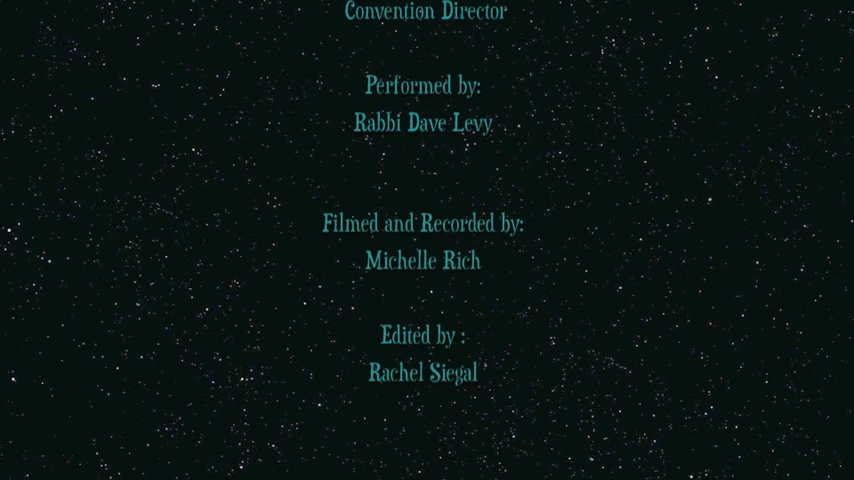 Convention Director
Performed by:
Rabbi Dave Levy
Filmed and Recorded by:
Michelle Rich
Edited by :
Rachel Siegal